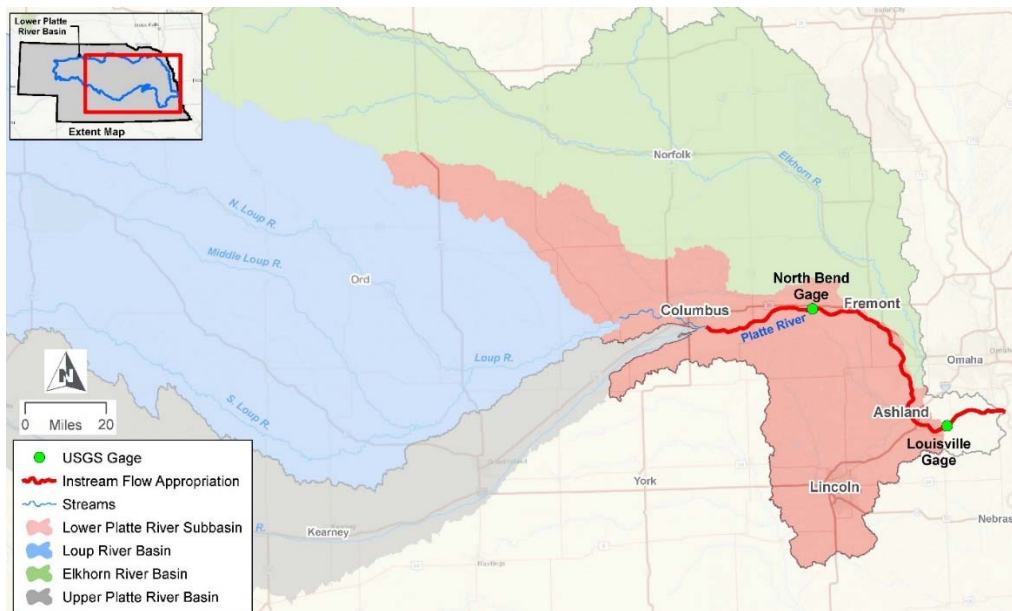 Lower Platte
River Basin
Extent Map
Norfolk
Elkhorn R.
N. Loup R.
Middle Loup R.
Ord
North Bend
Gage
Columbus
Fremont
Platte River
Loup R.
Omaha
N
0 Miles 20
S. Loup R.
Ashland
Louisville
Gage
USGS Gage
Instream Flow Appropriation
Streams
Lower Platte River Subbasin
Loup River Basin
Elkhorn River Basin
Upper Platte River Basin
York
Lincoln
Kearney
Hastings
R.
Nebras